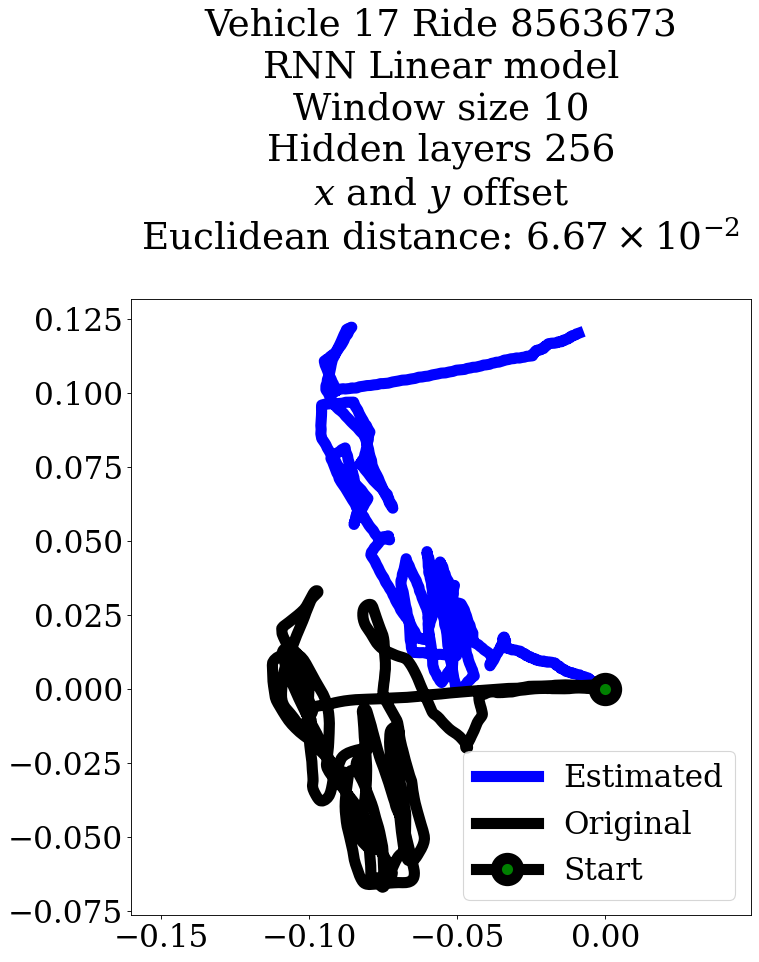 Vehicle 17 Ride 8563673
RNN Linear model
Window size 10
Hidden layers 256
x and y offset
Euclidean distance: 6.67 × 10⁻²
0.125
0.100
0.075
0.050
0.025
0.000
−0.025
−0.050
−0.075
Estimated
Original
Start
−0.15
−0.10
−0.05
0.00